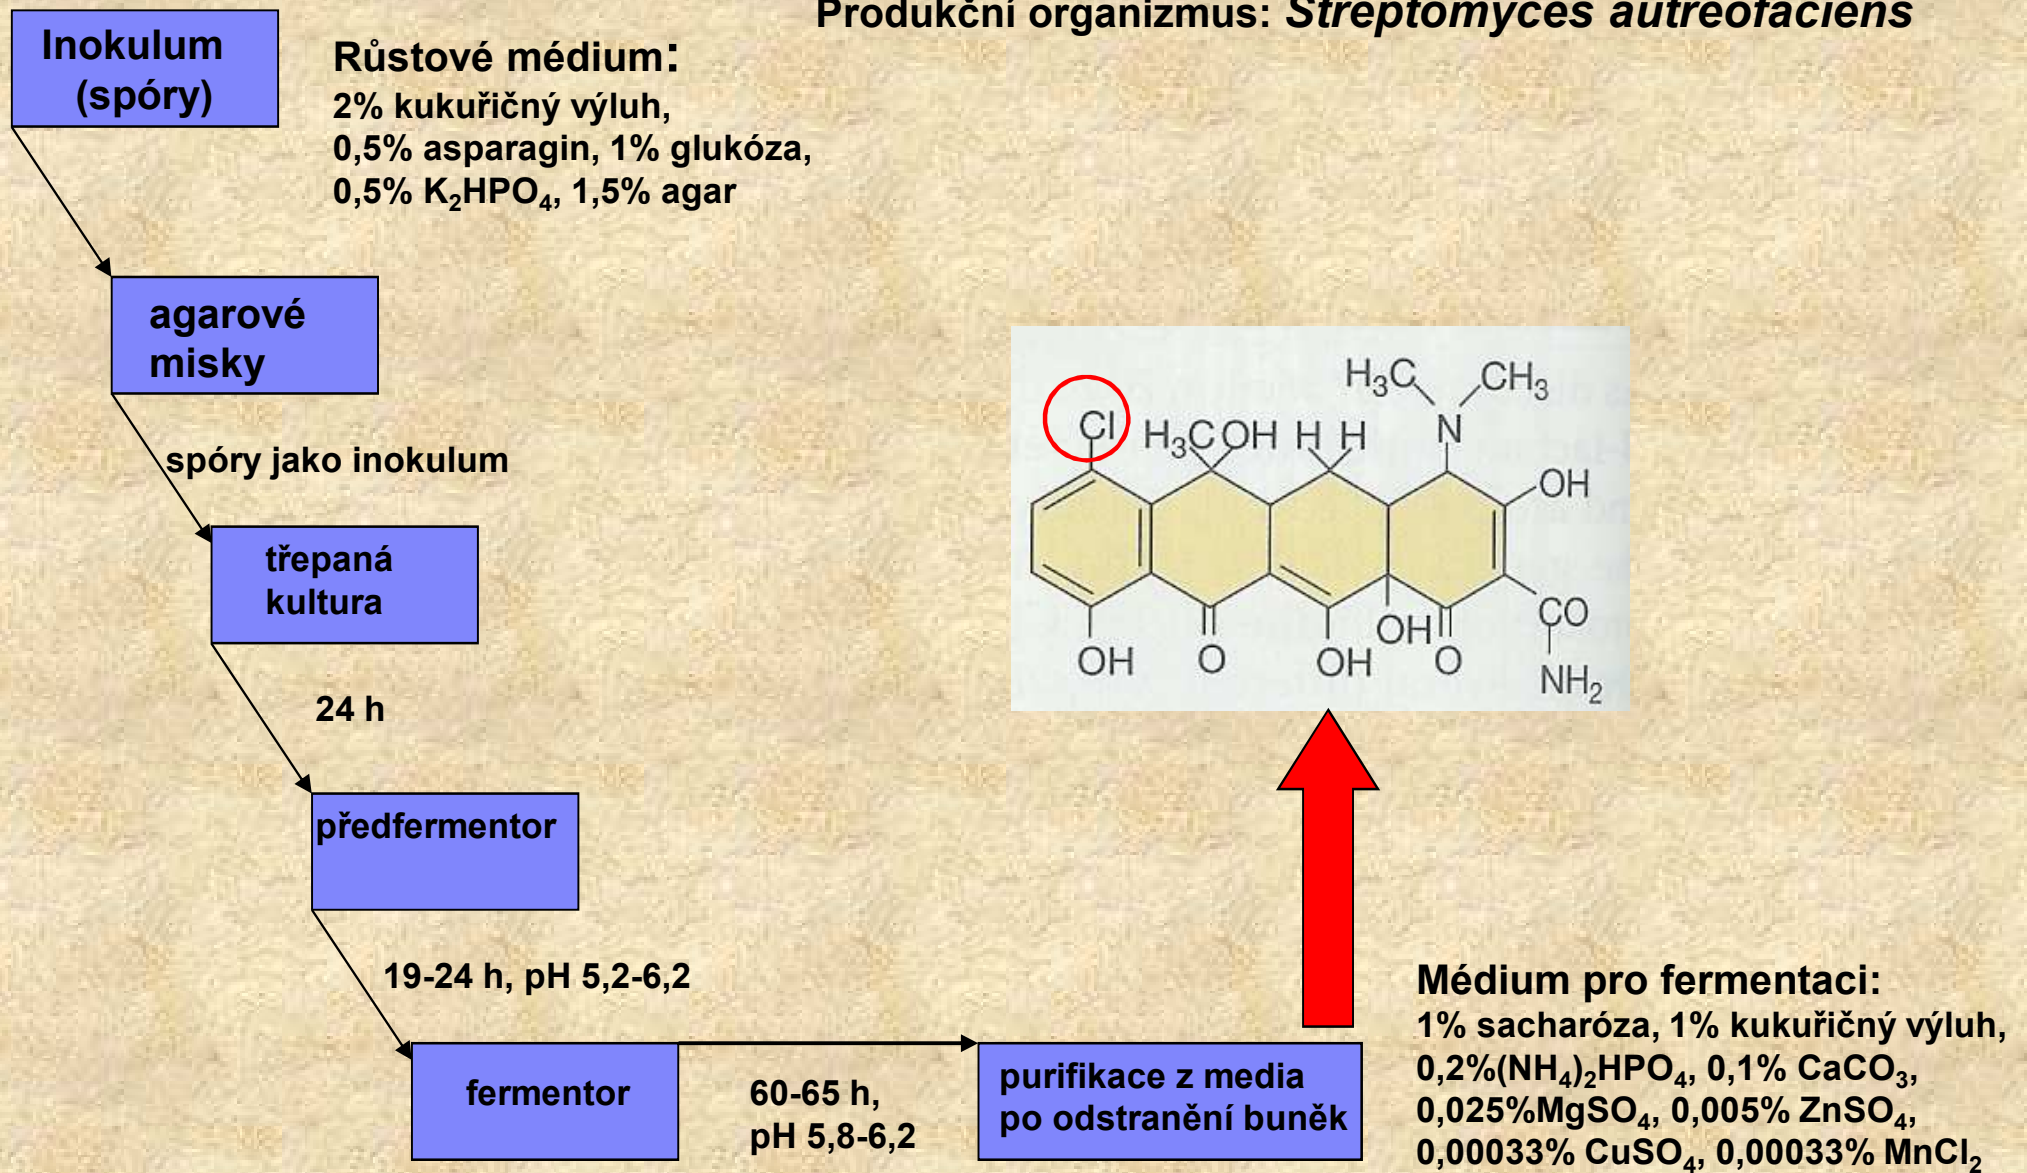 Produkční organizmus: Streptomyces autreofaciens
Inokulum
(spóry)
Růstové médium:
2% kukuřičný výluh,
0,5% asparagin, 1% glukóza,
0,5% K₂HPO₄, 1,5% agar
agarové
misky
spóry jako inokulum
třepaná
kultura
24 h
předfermentor
19-24 h, pH 5,2-6,2
fermentor
60-65 h,
pH 5,8-6,2
purifikace z media
po odstranění buněk
H₃C CH₃
Cl H₃C OH H H N
OH
OH O OH OH O CO
NH₂
Médium pro fermentaci:
1% sacharóza, 1% kukuřičný výluh,
0,2%(NH₄)₂HPO₄, 0,1% CaCO₃,
0,025%MgSO₄, 0,005% ZnSO₄,
0,00033% CuSO₄, 0,00033% MnCl₂